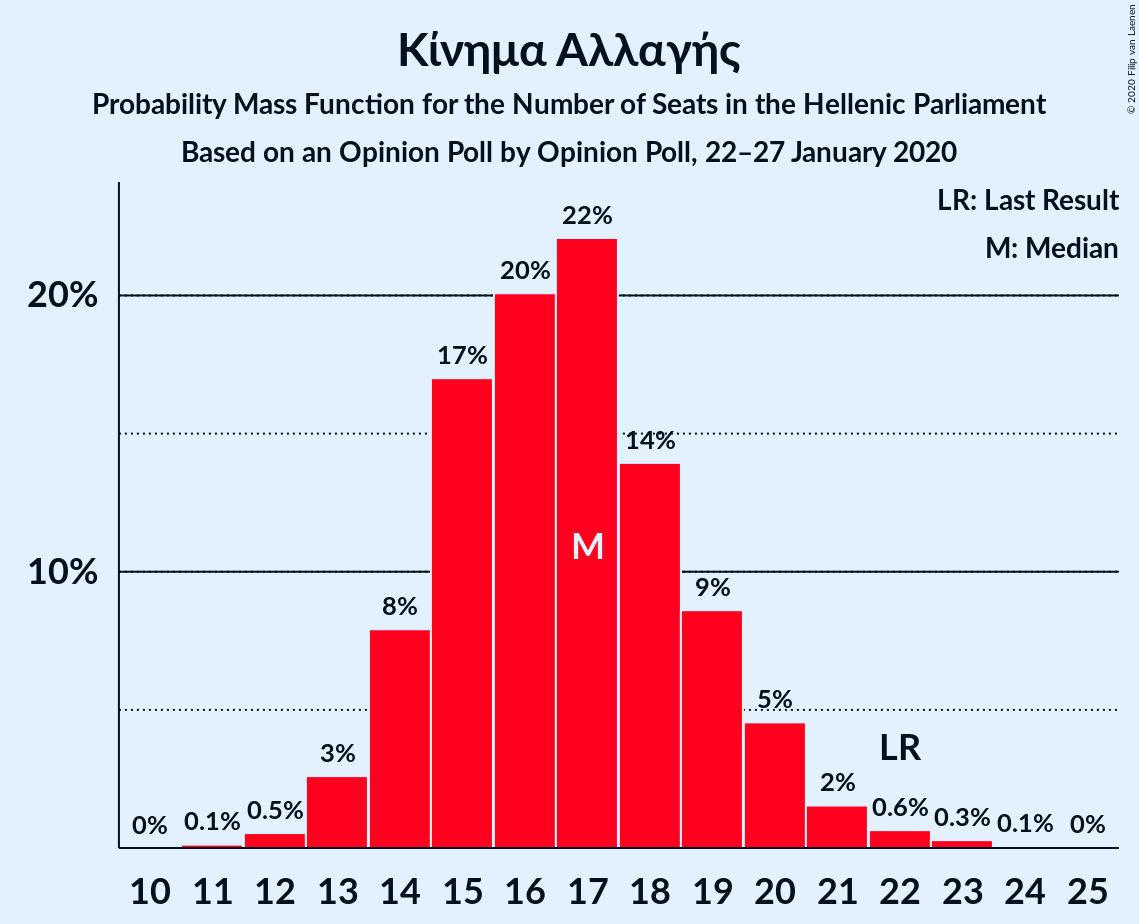 Κίνημα Αλλαγής
Probability Mass Function for the Number of Seats in the Hellenic Parliament
Based on an Opinion Poll by Opinion Poll, 22–27 January 2020
© 2020 Filip van Laenen
LR: Last Result
M: Median
20%
10%
0%
0.1%
0.5%
3%
8%
17%
20%
22%
14%
9%
5%
2%
0.6%
0.3%
0.1%
0%
M
LR
10 11 12 13 14 15 16 17 18 19 20 21 22 23 24 25